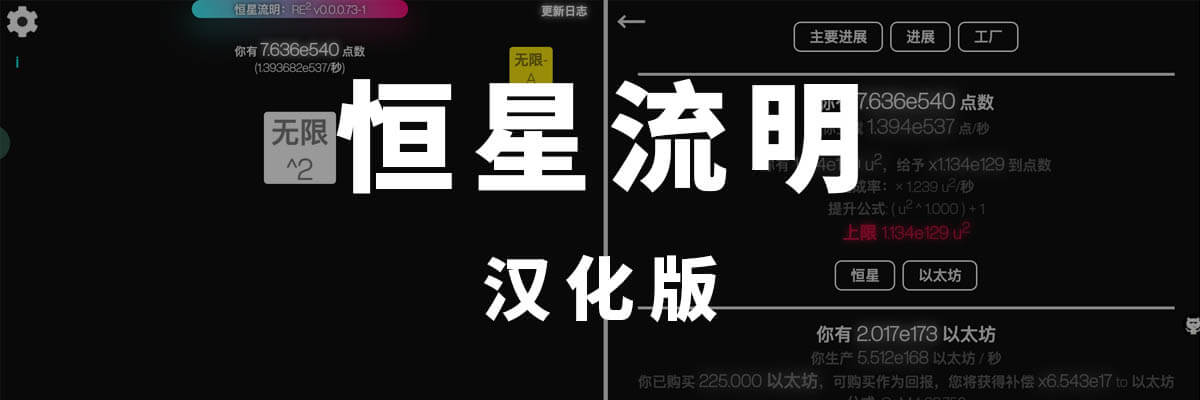 恒星流明：RE² v0.0.0.73-1
更新日志
i
你有 7.636e540 点数
(1.393682e537/秒)
无限-
A
无限
^2
恒星流明
汉化版
主要进展 进展 工厂
7.636e540 点数
1.394e537 点/秒
u²，给予 x1.134e129 到点数
× 1.239 u²/秒
提升公式: ( u² ^ 1.000 ) + 1
上限 1.134e129 u²
恒星 以太坊
你有 2.017e173 以太坊
你生产 5.512e168 以太坊 / 秒
你已购买 225.000 以太坊，可购买作为回报，您将获得补偿 x6.543e17 to 以太坊